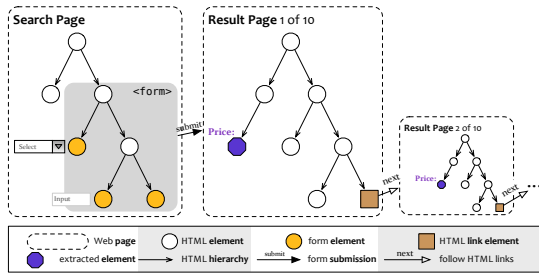 Search Page
<form>
Select
Input
submit
Result Page 1 of 10
Price:
next
Result Page 2 of 10
Price:
next
...
Web page
HTML element
form element
HTML link element
extracted element
HTML hierarchy
submit
form submission
next
follow HTML links